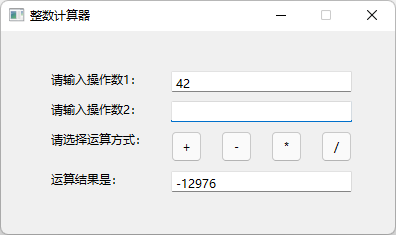 整数计算器
请输入操作数1： 42
请输入操作数2：
请选择运算方式： + - * /
运算结果是： -12976